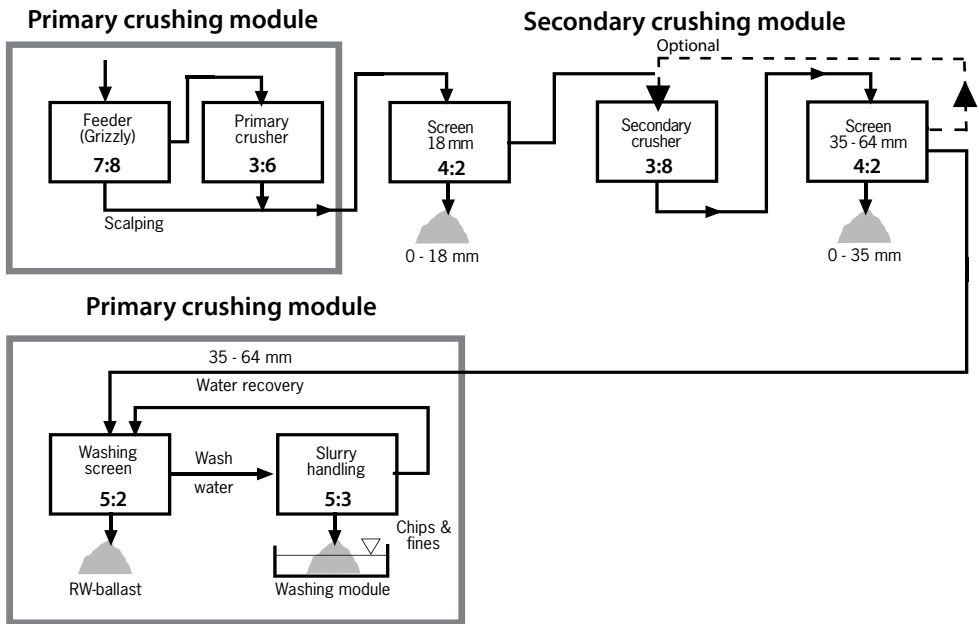 Primary crushing module
Secondary crushing module
Optional
Feeder
(Grizzly)
7:8
Primary
crusher
3:6
Screen
18 mm
4:2
Secondary
crusher
3:8
Screen
35 - 64 mm
4:2
Scalping
0 - 18 mm
0 - 35 mm
Primary crushing module
35 - 64 mm
Water recovery
Washing
screen
5:2
Wash
water
Slurry
handling
5:3
Chips &
fines
RW-ballast
Washing module